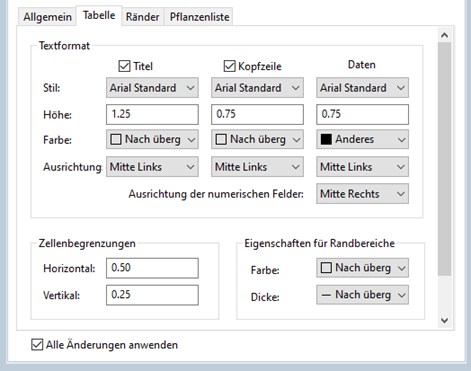 Allgemein Tabelle Ränder Pflanzenliste
Textformat
Titel Kopfzeile Daten
Stil: Arial Standard Arial Standard Arial Standard
Höhe: 1.25 0.75 0.75
Farbe: Nach überg Nach überg Anderes
Ausrichtung Mitte Links Mitte Links Mitte Links
Ausrichtung der numerischen Felder: Mitte Rechts
Zellenbegrenzungen Eigenschaften für Randbereiche
Horizontal: 0.50 Farbe: Nach überg
Vertikal: 0.25 Dicke: Nach überg
Alle Änderungen anwenden